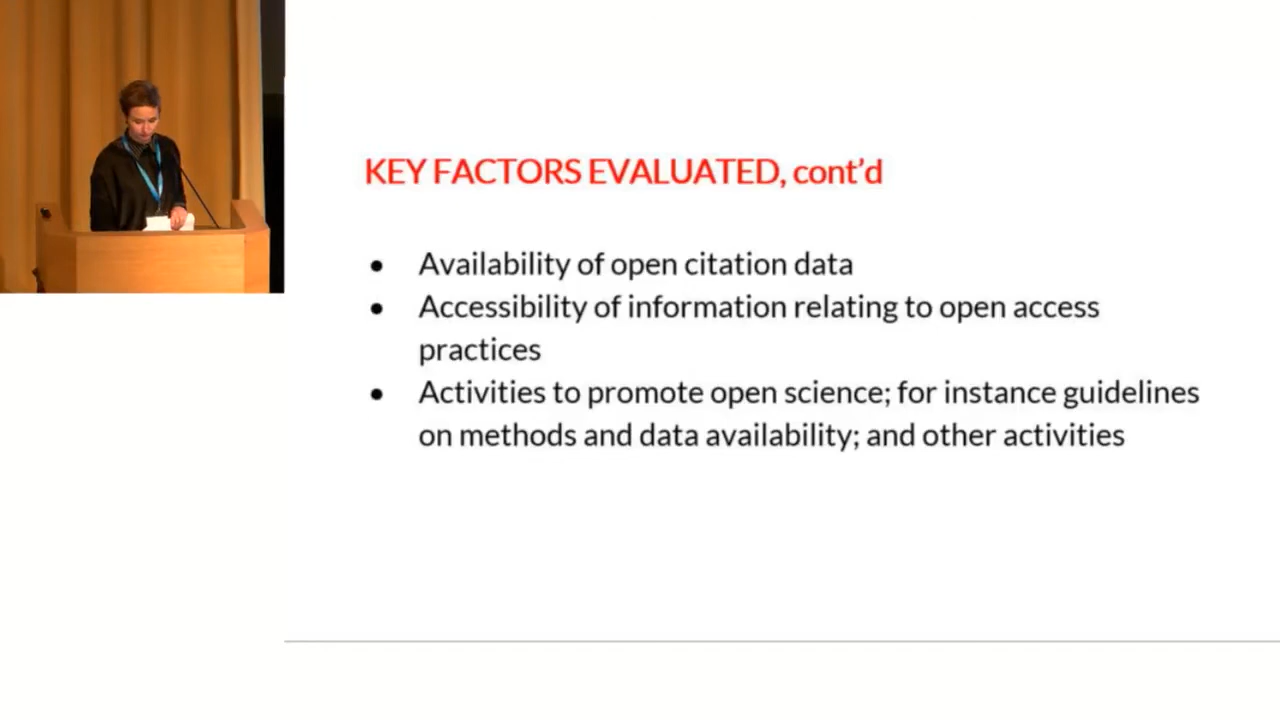 KEY FACTORS EVALUATED, cont’d
● Availability of open citation data
● Accessibility of information relating to open access
practices
● Activities to promote open science; for instance guidelines
on methods and data availability; and other activities